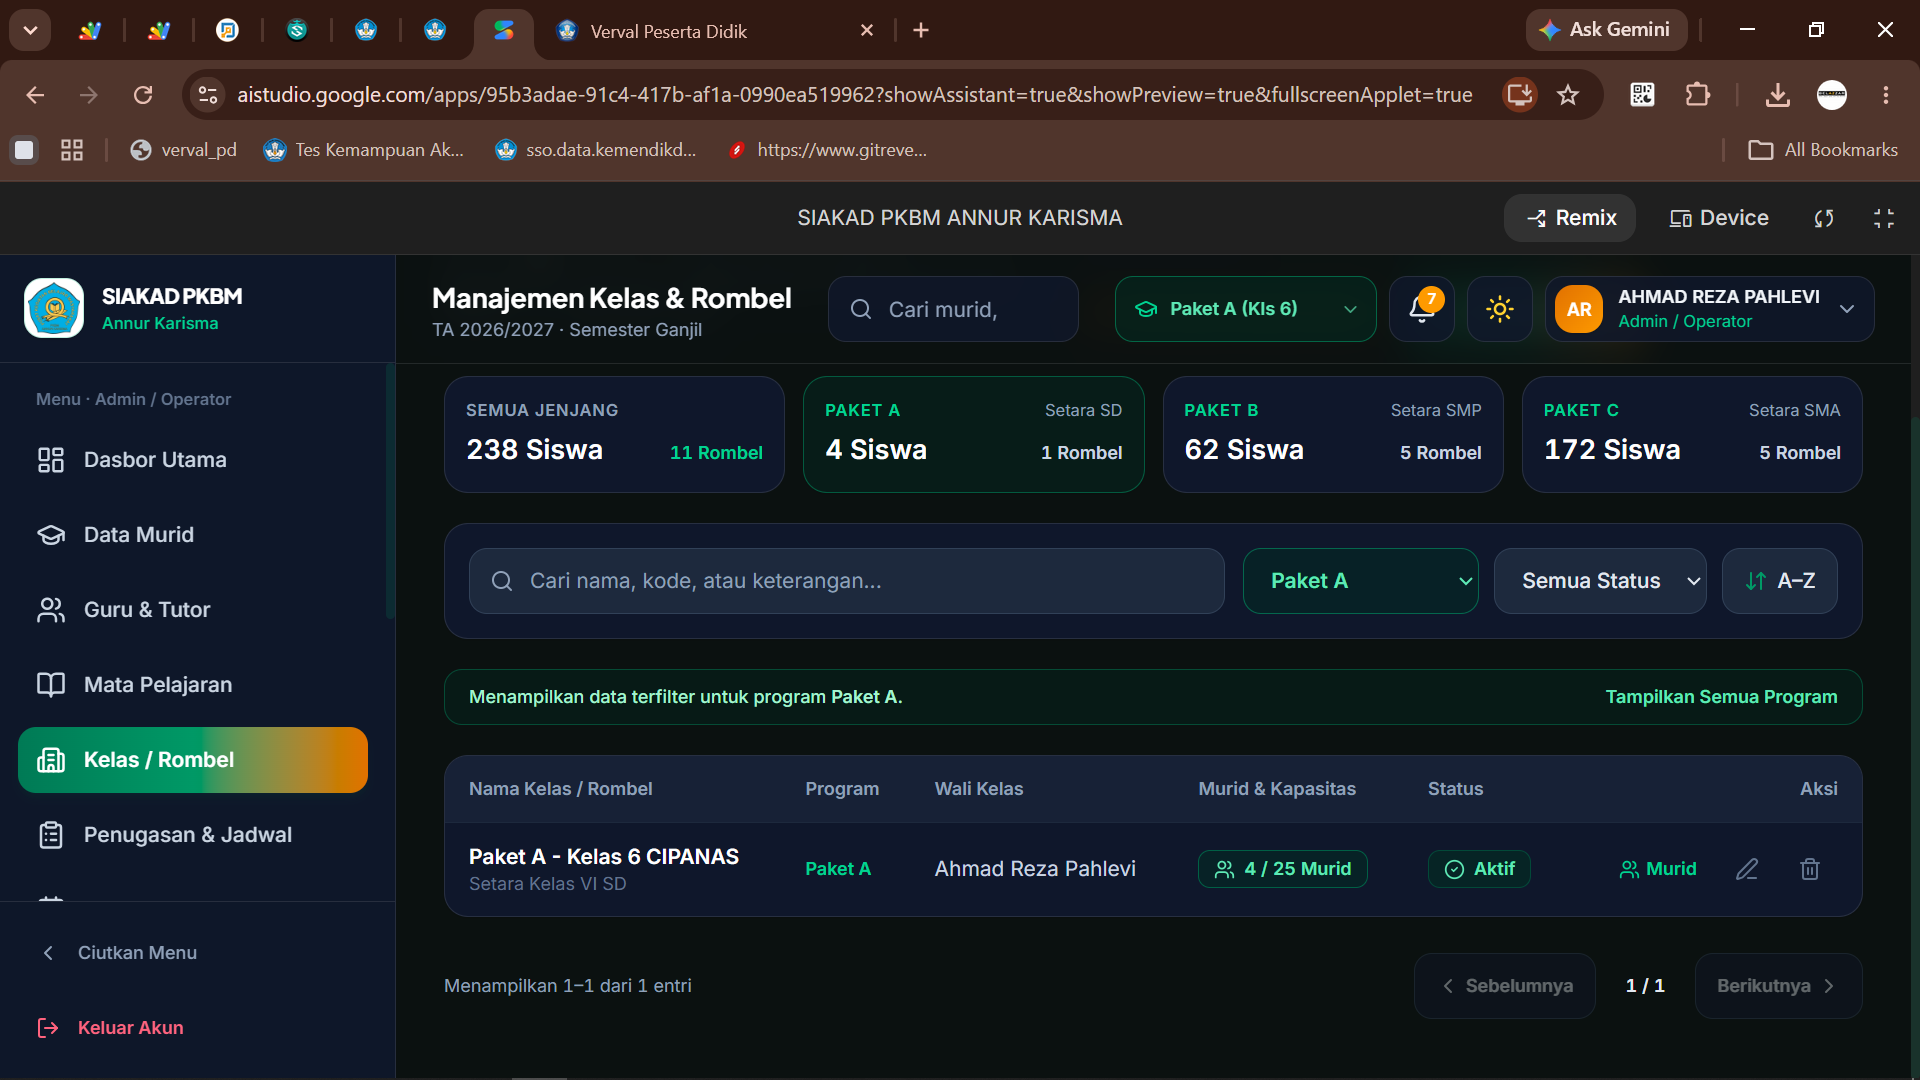 Verval Peserta Didik
Ask Gemini
aistudio.google.com/apps/95b3adae-91c4-417b-af1a-0990ea519962?showAssistant=true&showPreview=true&fullscreenApplet=true
verval_pd
Tes Kemampuan Ak...
sso.data.kemendikd...
https://www.gitreve...
All Bookmarks
SIAKAD PKBM ANNUR KARISMA
Remix
Device
SIAKAD PKBM
Annur Karisma
Manajemen Kelas & Rombel
TA 2026/2027 · Semester Ganjil
Cari murid,
Paket A (Kls 6)
7
AR
AHMAD REZA PAHLEVI
Admin / Operator
Menu · Admin / Operator
Dasbor Utama
Data Murid
Guru & Tutor
Mata Pelajaran
Kelas / Rombel
Penugasan & Jadwal
Ciutkan Menu
Keluar Akun
SEMUA JENJANG
238 Siswa
11 Rombel
PAKET A
Setara SD
4 Siswa
1 Rombel
PAKET B
Setara SMP
62 Siswa
5 Rombel
PAKET C
Setara SMA
172 Siswa
5 Rombel
Cari nama, kode, atau keterangan...
Paket A
Semua Status
A–Z
Menampilkan data terfilter untuk program Paket A.
Tampilkan Semua Program
Nama Kelas / Rombel
Program
Wali Kelas
Murid & Kapasitas
Status
Aksi
Paket A - Kelas 6 CIPANAS
Setara Kelas VI SD
Paket A
Ahmad Reza Pahlevi
4 / 25 Murid
Aktif
Murid
Menampilkan 1–1 dari 1 entri
Sebelumnya
1 / 1
Berikutnya